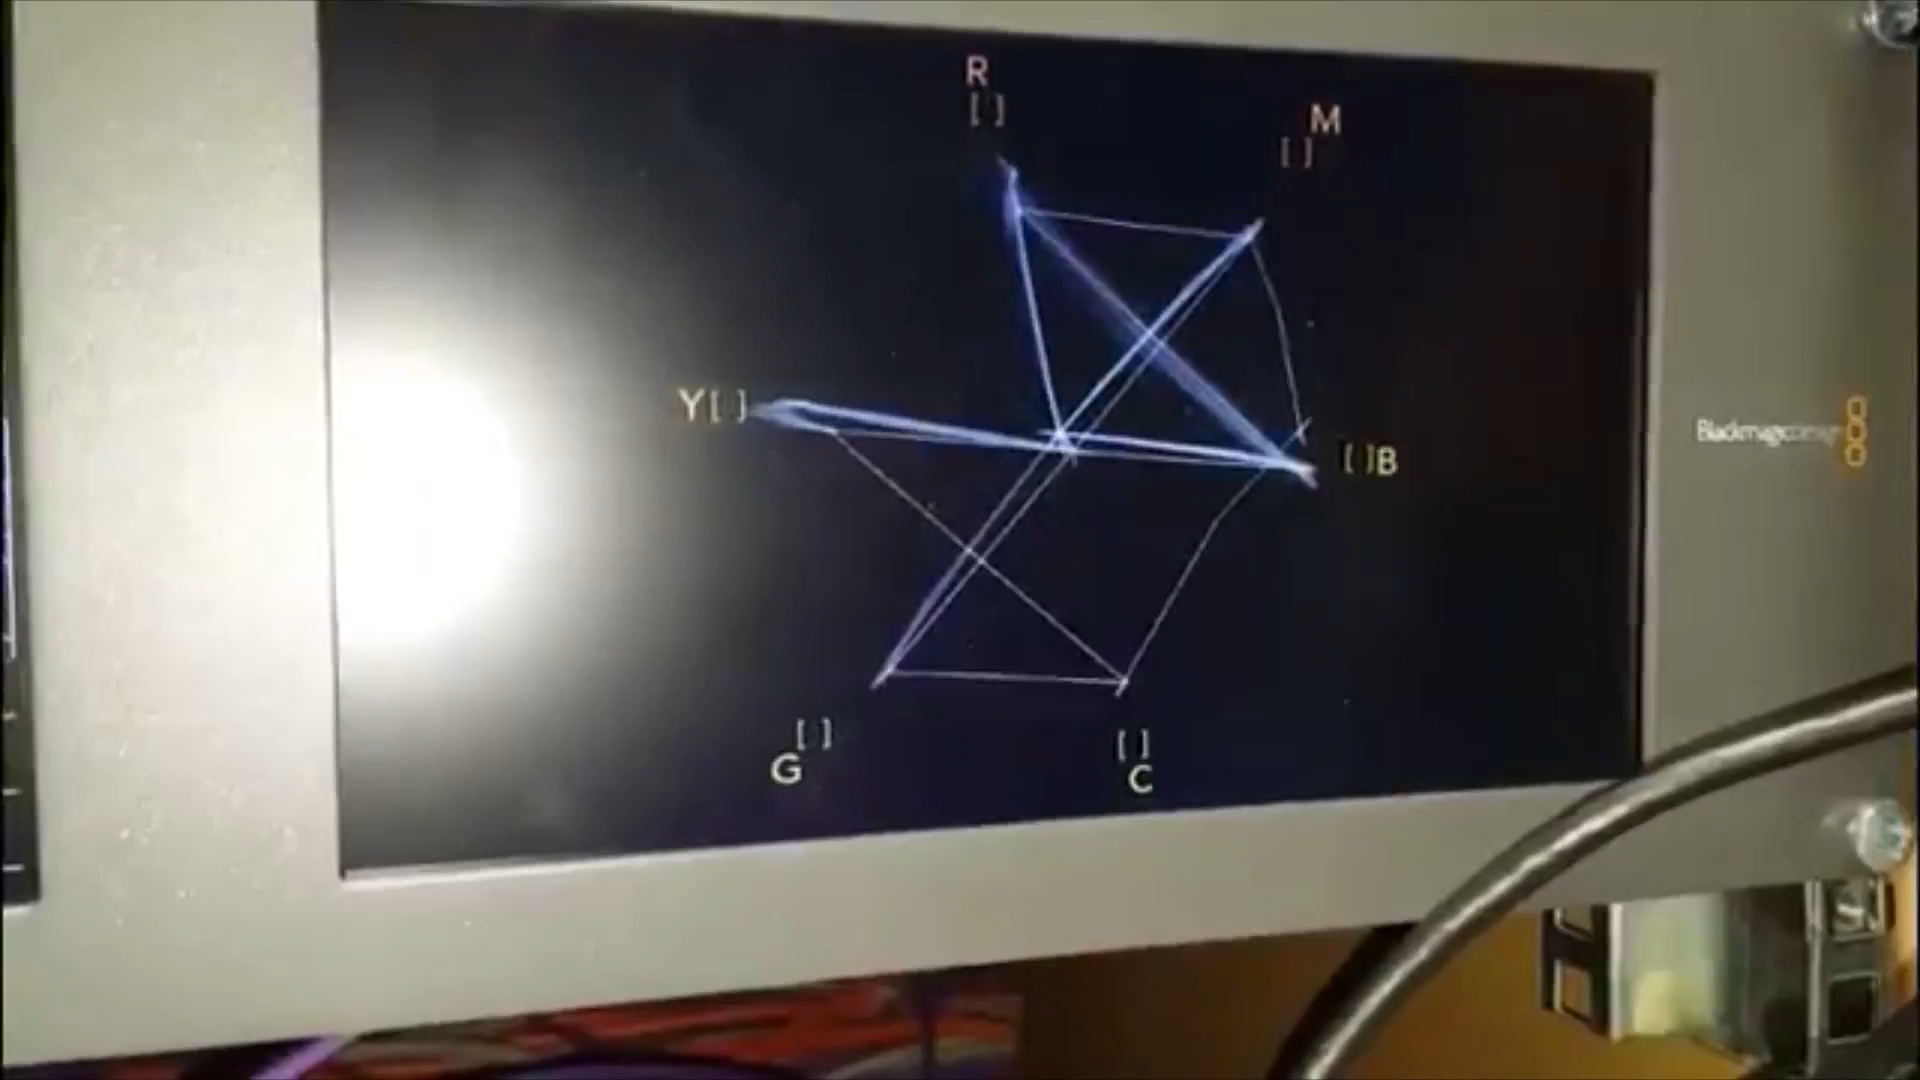 R
[ ]
M
[ ]
Y[ ]
[ ]B
[ ]
G
[ ]
C
Blackmagicdesign